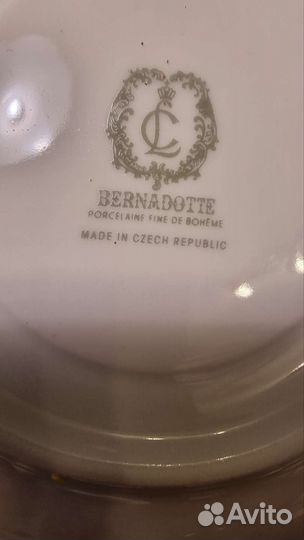 CL
BERNADOTTE
PORCELAINE FINE DE BOHÊME
MADE IN CZECH REPUBLIC
Avito